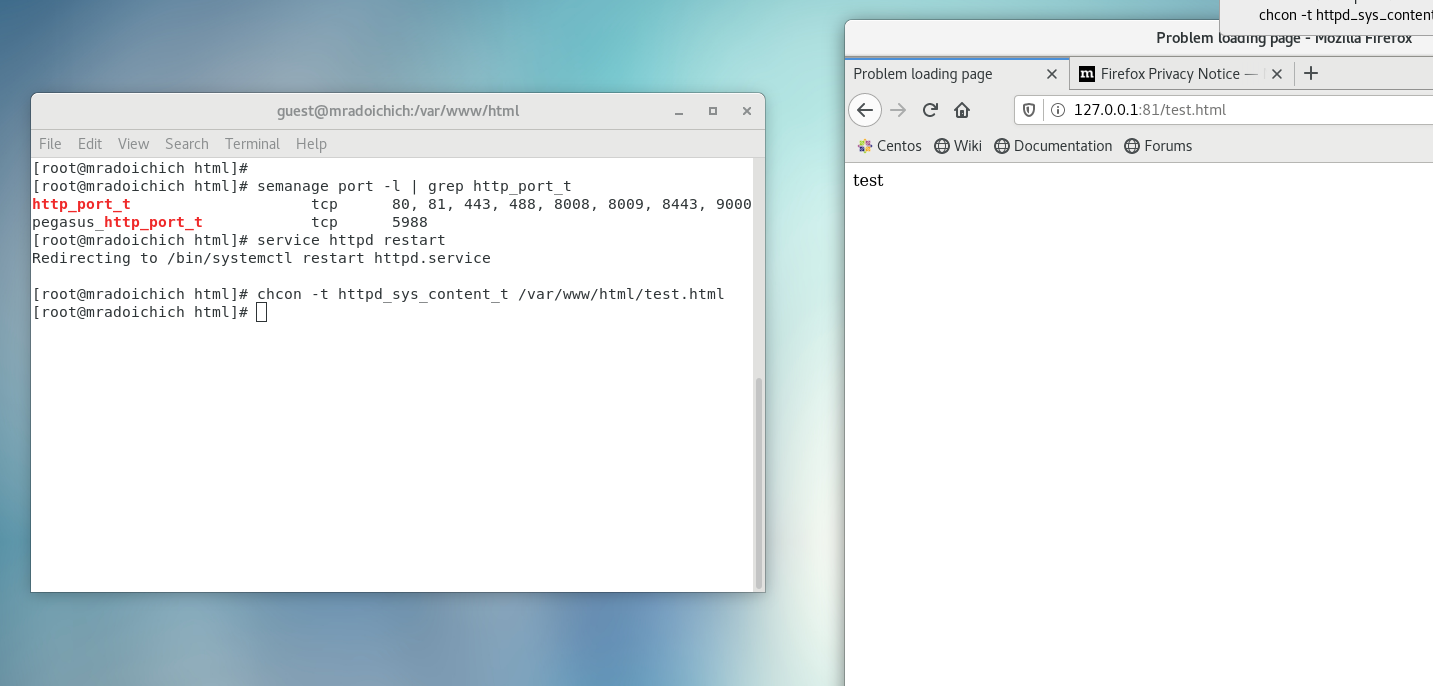 guest@mradoichich:/var/www/html
File Edit View Search Terminal Help
[root@mradoichich html]#
[root@mradoichich html]# semanage port -l | grep http_port_t
http_port_t                    tcp      80, 81, 443, 488, 8008, 8009, 8443, 9000
pegasus_http_port_t            tcp      5988
[root@mradoichich html]# service httpd restart
Redirecting to /bin/systemctl restart httpd.service
[root@mradoichich html]# chcon -t httpd_sys_content_t /var/www/html/test.html
[root@mradoichich html]#
chcon -t httpd_sys_content
Problem loading page - Mozilla Firefox
Problem loading page
Firefox Privacy Notice —
127.0.0.1:81/test.html
Centos Wiki Documentation Forums
test